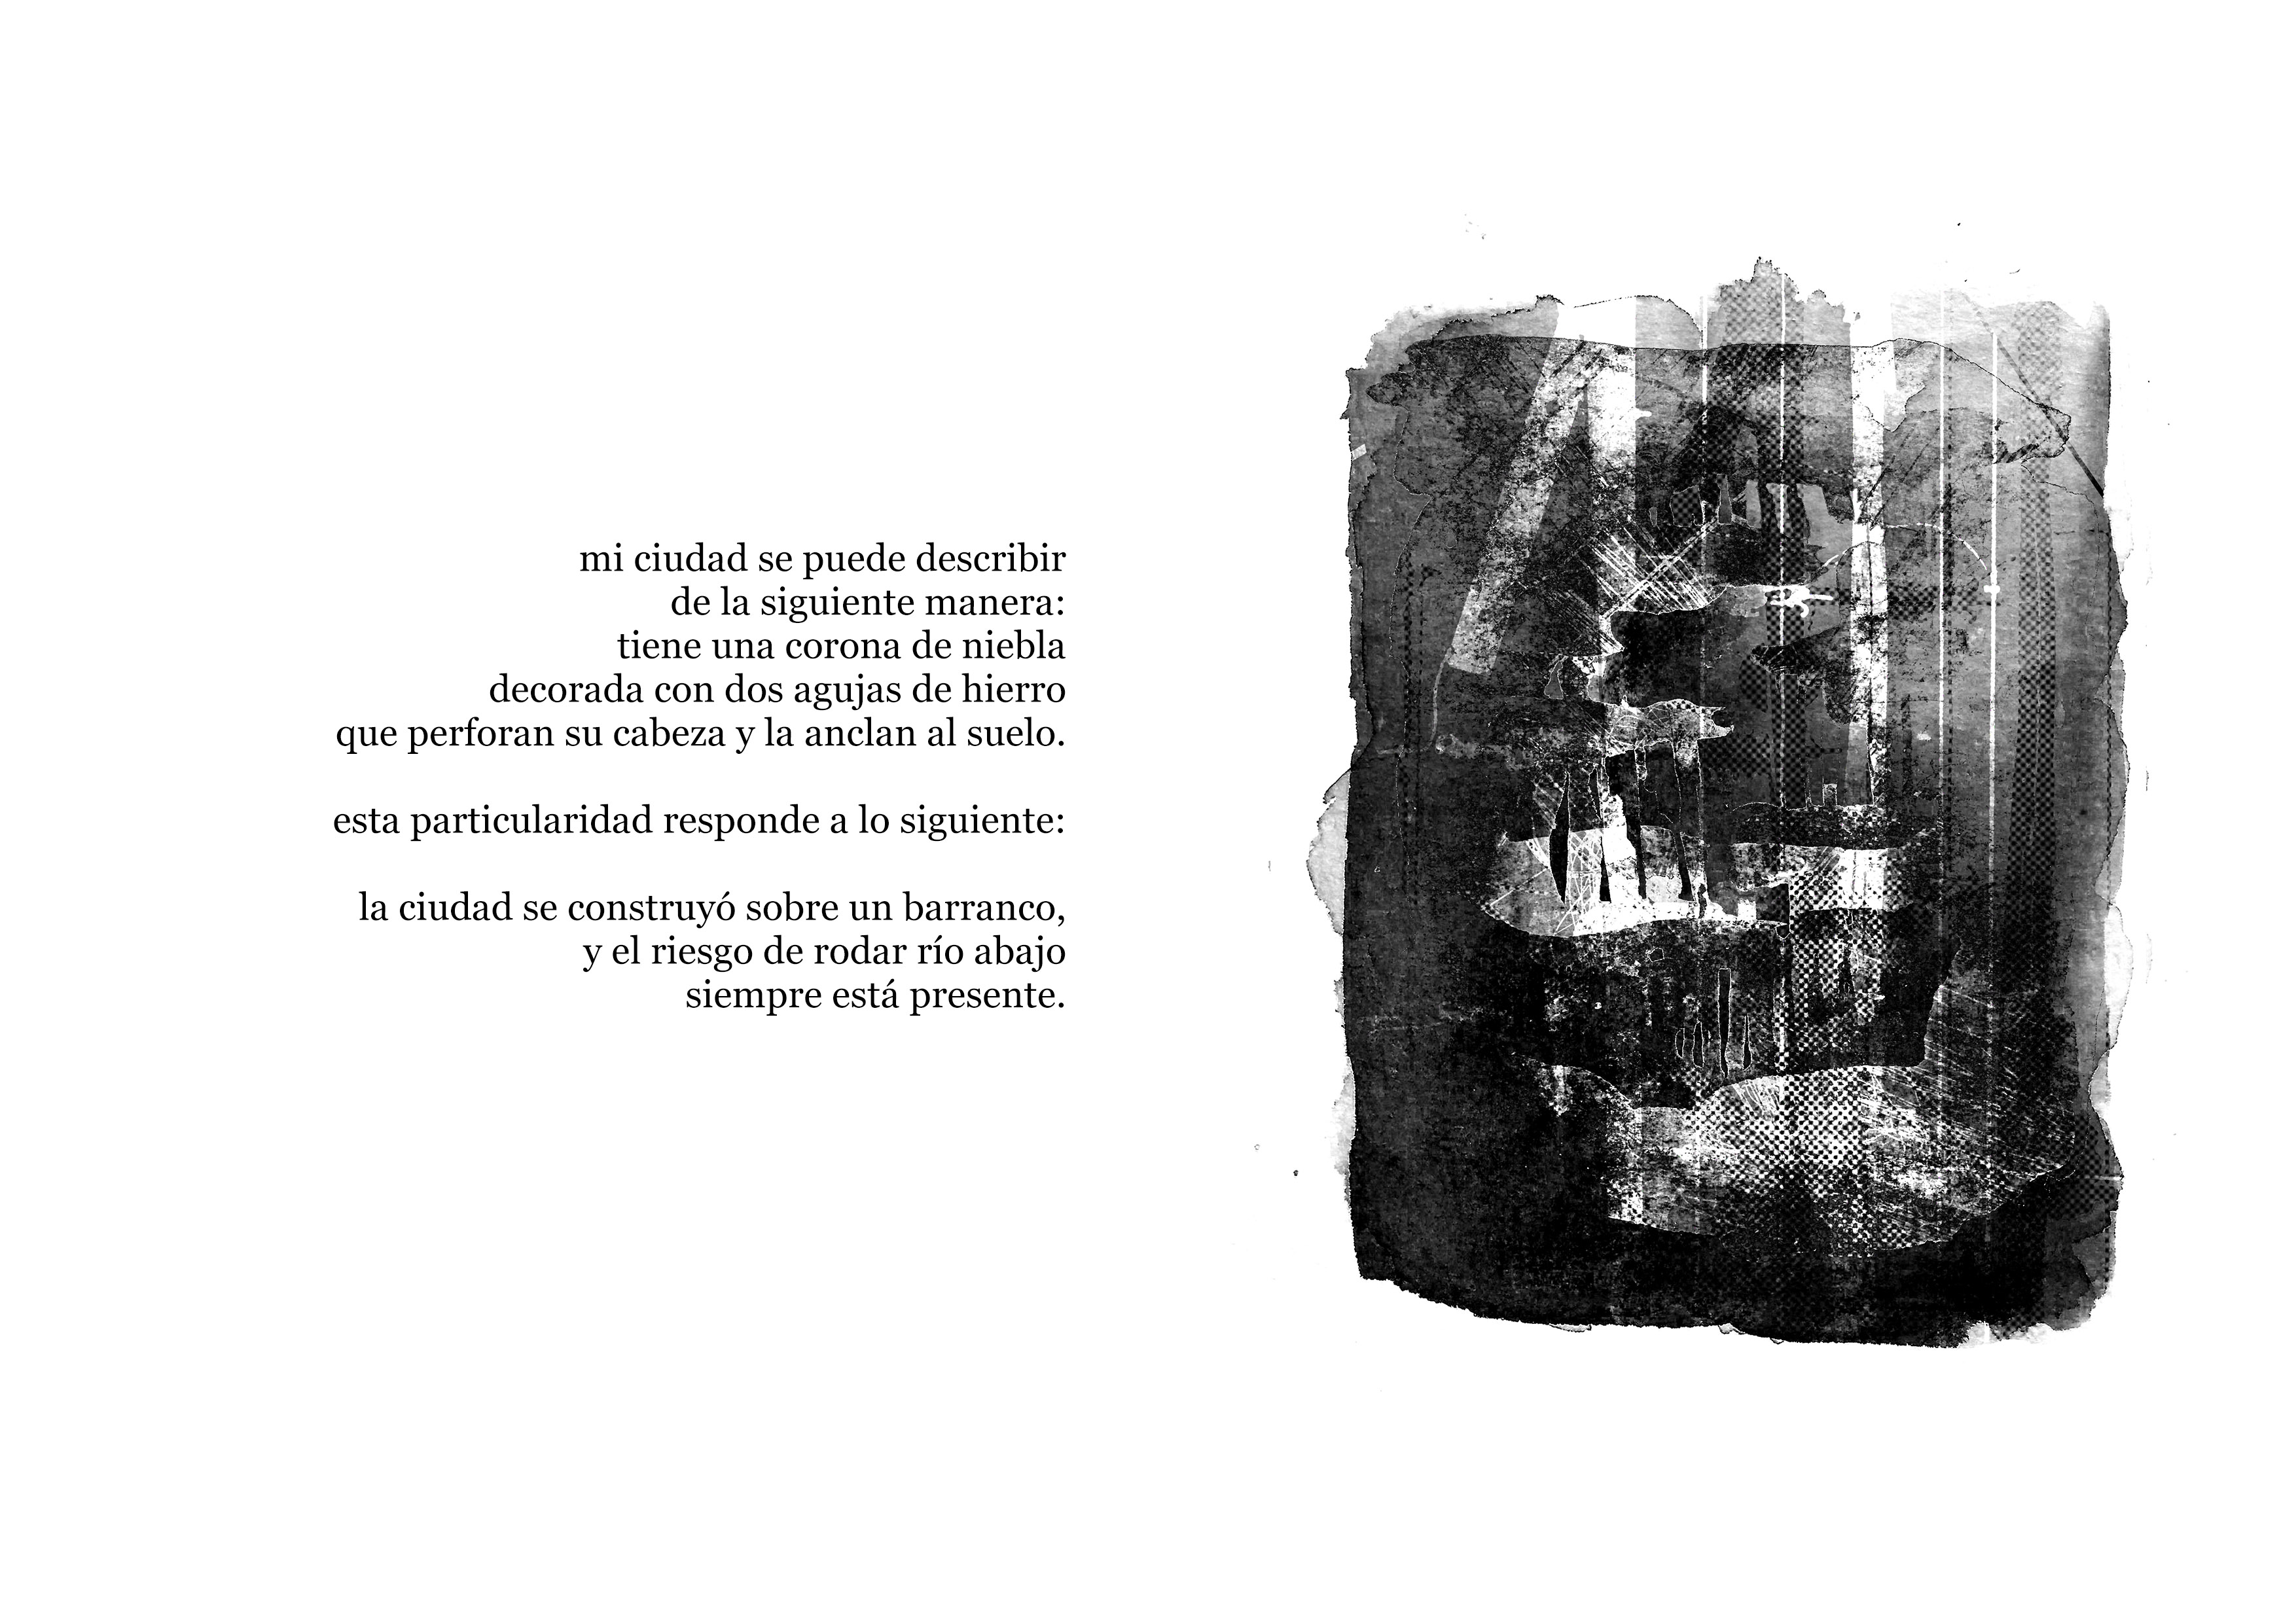 mi ciudad se puede describir
de la siguiente manera:
tiene una corona de niebla
decorada con dos agujas de hierro
que perforan su cabeza y la anclan al suelo.
esta particularidad responde a lo siguiente:
la ciudad se construyó sobre un barranco,
y el riesgo de rodar río abajo
siempre está presente.